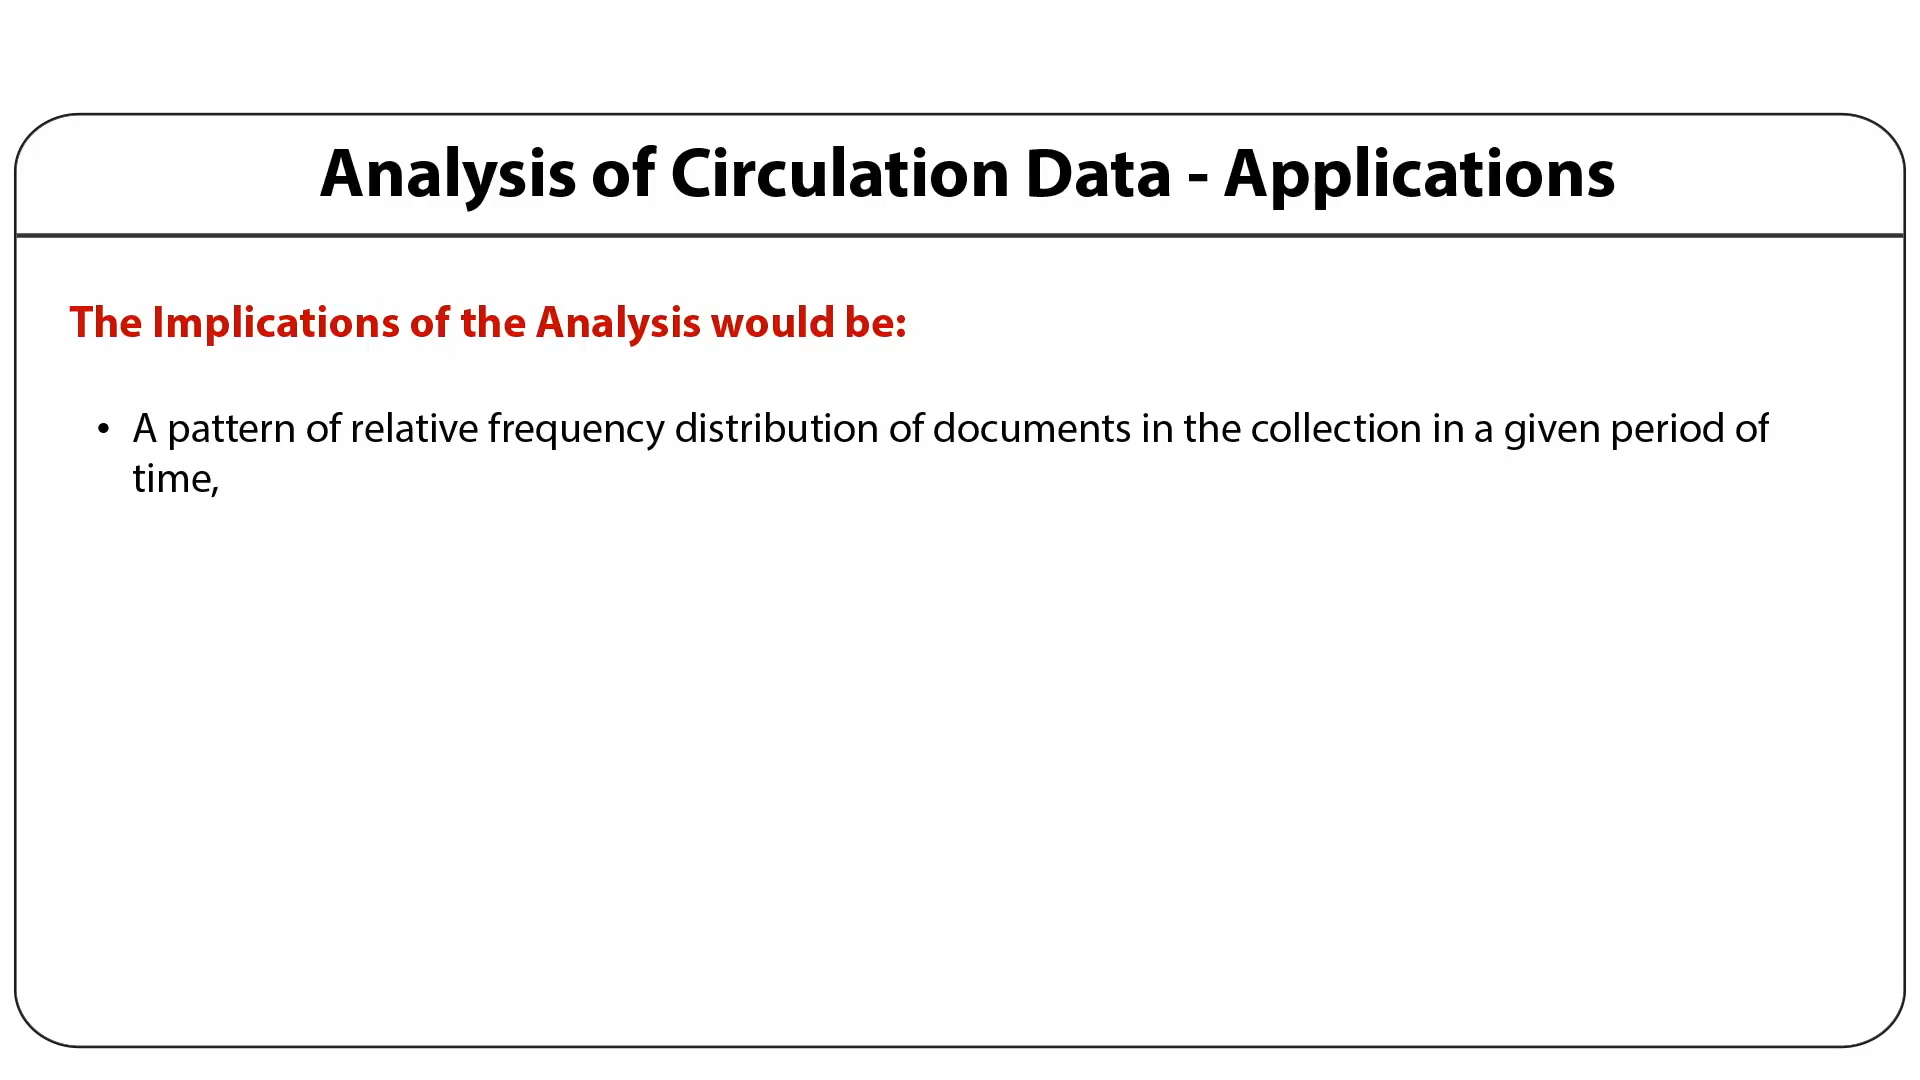 Analysis of Circulation Data - Applications
The Implications of the Analysis would be:
• A pattern of relative frequency distribution of documents in the collection in a given period of
time,